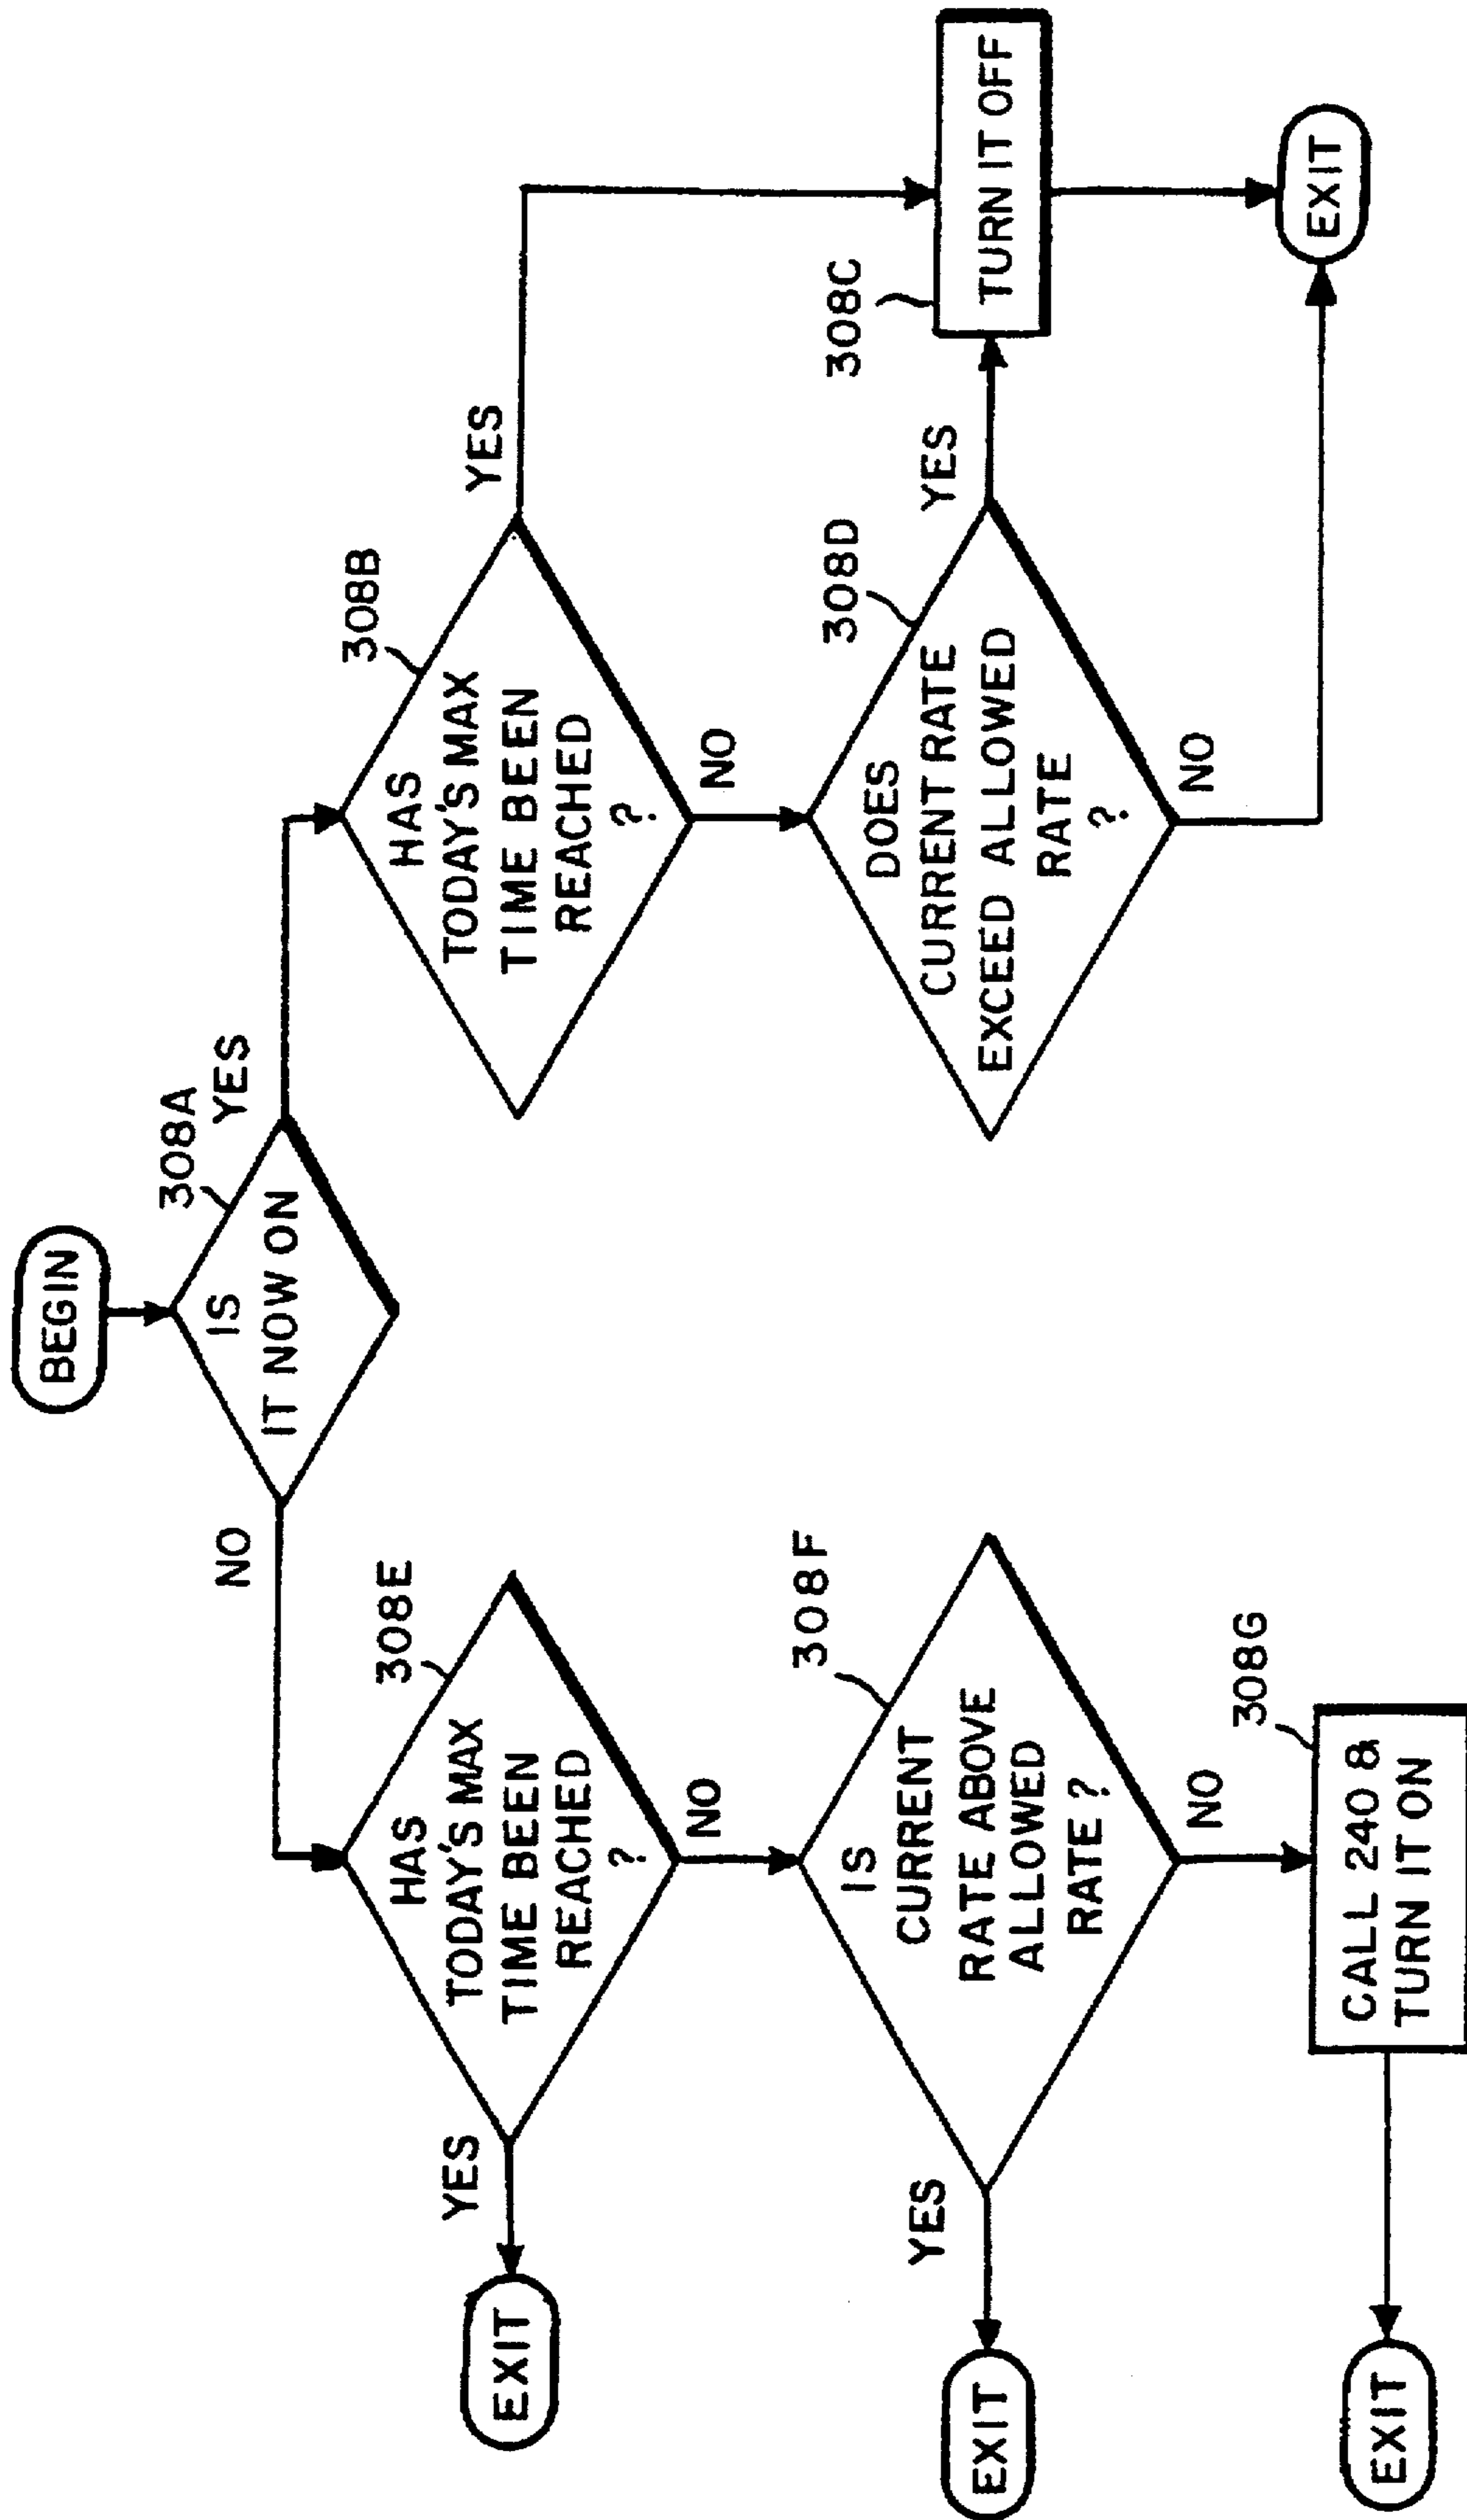 BEGIN
308A
IS
IT NOW ON
NO
YES
308E
HAS
TODAY'S MAX
TIME BEEN
REACHED
?
YES
EXIT
NO
308F
IS
CURRENT
RATE ABOVE
ALLOWED
RATE?
YES
EXIT
NO
308G
CALL 240 &
TURN IT ON
EXIT
308B
HAS
TODAY'S MAX
TIME BEEN
REACHED
?
YES
NO
308D
DOES
CURRENT RATE
EXCEED ALLOWED
RATE
?
YES
NO
308C
TURN IT OFF
EXIT